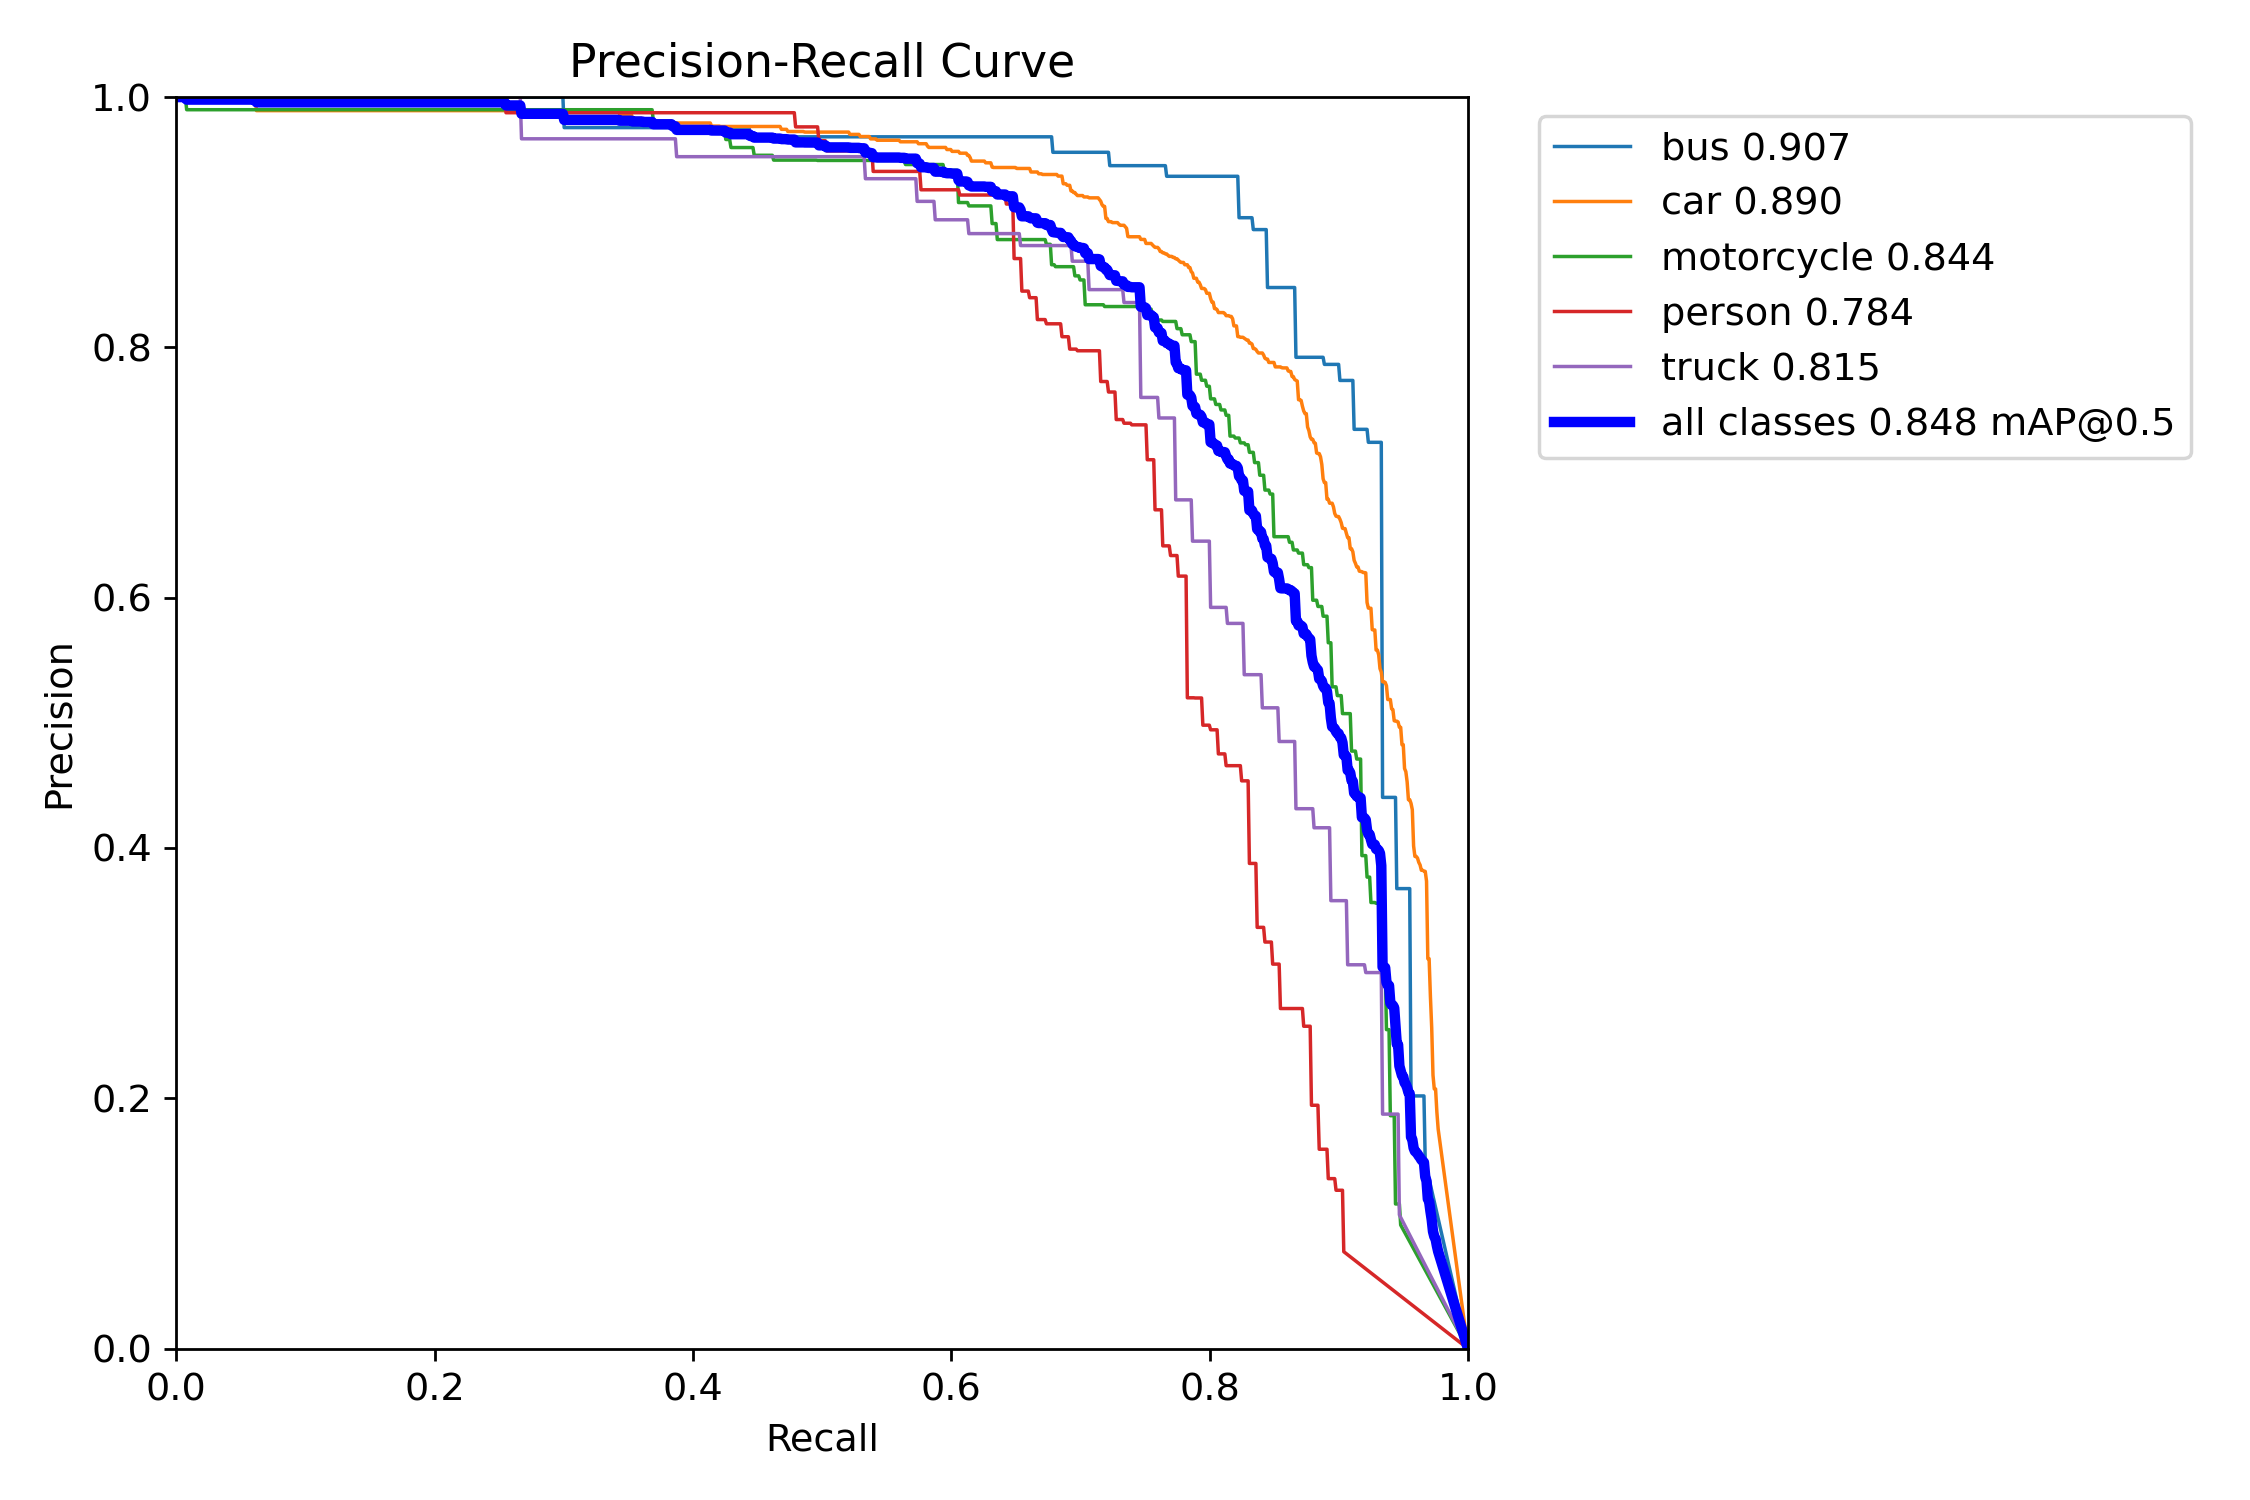 Precision-Recall Curve
1.0
0.8
0.6
0.4
0.2
0.0
Precision
0.0 0.2 0.4 0.6 0.8 1.0
Recall
bus 0.907
car 0.890
motorcycle 0.844
person 0.784
truck 0.815
all classes 0.848 mAP@0.5